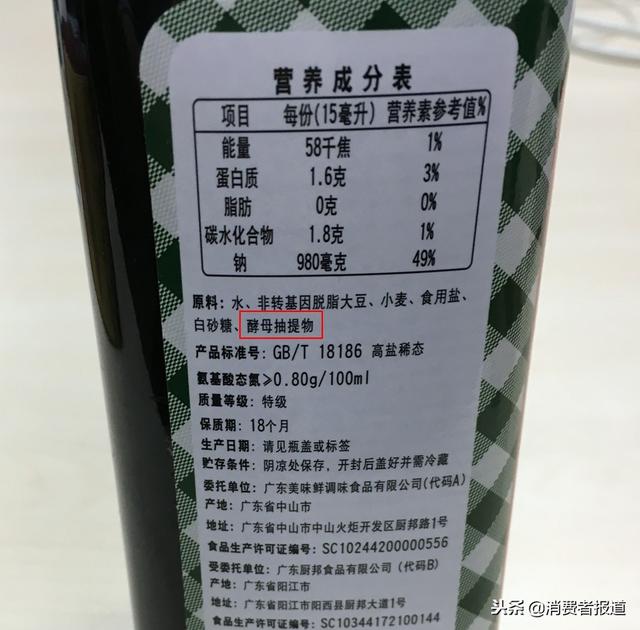 营养成分表
项目 每份(15毫升) 营养素参考值%
能量 58千焦 1%
蛋白质 1.6克 3%
脂肪 0克 0%
碳水化合物 1.8克 1%
钠 980毫克 49%
原料：水、非转基因脱脂大豆、小麦、食用盐、
白砂糖、酵母抽提物
产品标准号：GB/T 18186 高盐稀态
氨基酸态氮>0.80g/100ml
质量等级：特级
保质期：18个月
生产日期：请见瓶盖或标签
贮存条件：阴凉处保存，开封后盖好并需冷藏
委托单位：广东美味鲜调味食品有限公司(代码A)
产地：广东省中山市
地址：广东省中山市中山火炬开发区厨邦路1号
食品生产许可证编号：SC10244200000556
受委托单位：广东厨邦食品有限公司(代码B)
产地：广东省阳江市
地址：广东省阳江市阳西县厨邦大道1号
食品生产许可证编号：SC10344172100144
头条@消费者报道